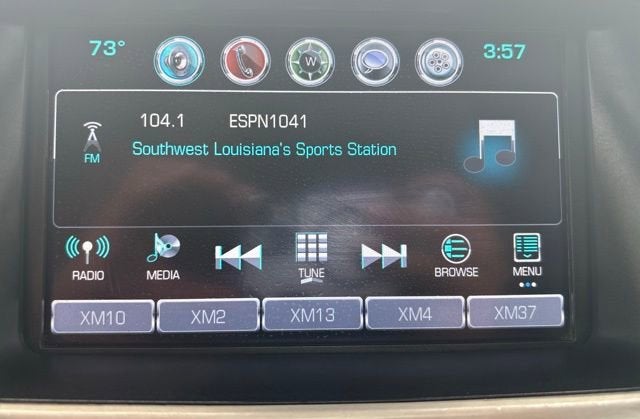 73° W 3:57
104.1 ESPN1041
FM Southwest Louisiana's Sports Station
RADIO MEDIA TUNE BROWSE MENU
XM10 XM2 XM13 XM4 XM37